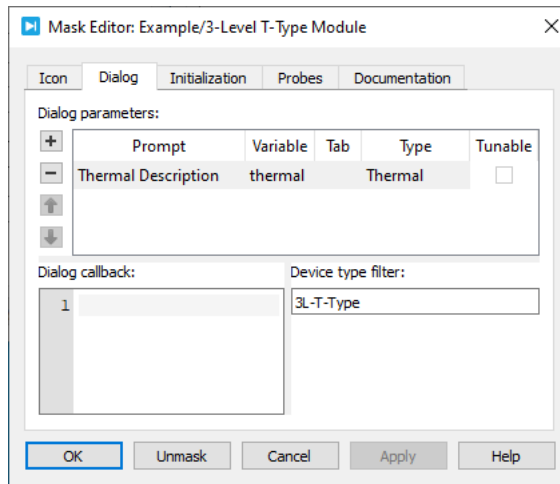 Mask Editor: Example/3-Level T-Type Module
Icon Dialog Initialization Probes Documentation
Dialog parameters:
Prompt Variable Tab Type Tunable
Thermal Description thermal Thermal
Dialog callback: Device type filter:
1 3L-T-Type
OK Unmask Cancel Apply Help